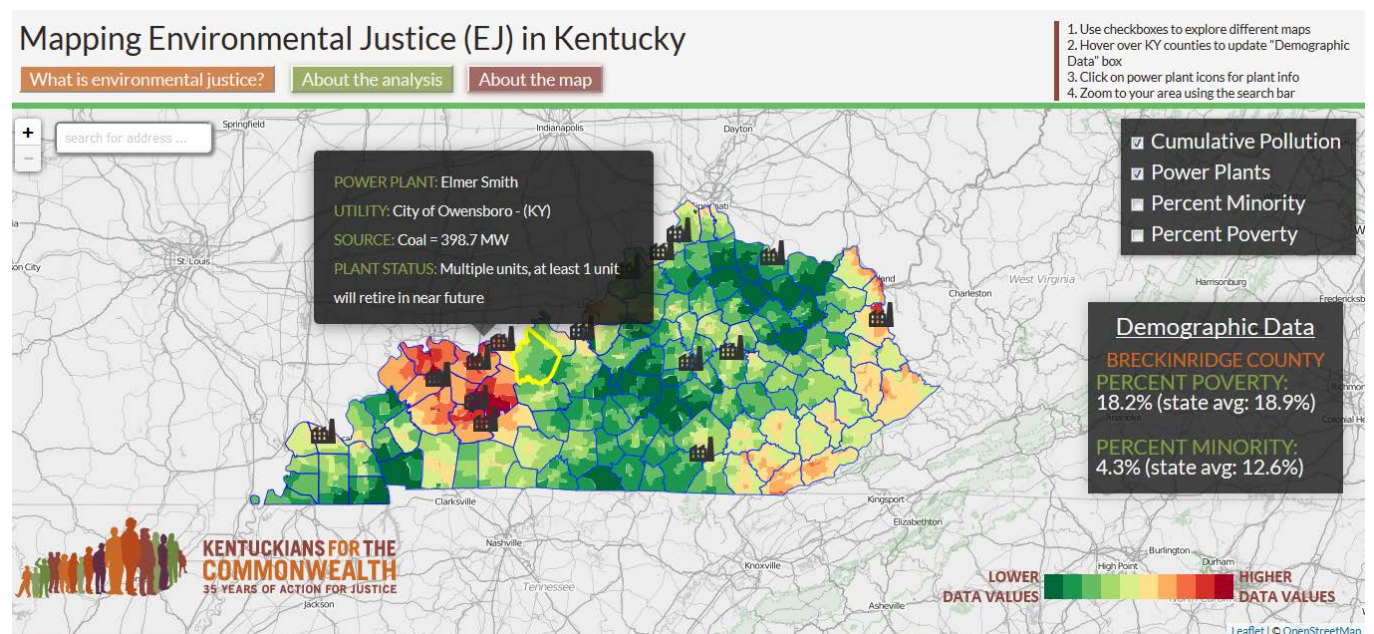 Mapping Environmental Justice (EJ) in Kentucky
What is environmental justice?
About the analysis
About the map
1. Use checkboxes to explore different maps
2. Hover over KY counties to update "Demographic
Data" box
3. Click on power plant icons for plant info
4. Zoom to your area using the search bar
+
−
search for address ...
Springfield
Indianapolis
Dayton
Cumulative Pollution
Power Plants
Percent Minority
Percent Poverty
POWER PLANT: Elmer Smith
UTILITY: City of Owensboro - (KY)
SOURCE: Coal = 398.7 MW
PLANT STATUS: Multiple units, at least 1 unit
will retire in near future
St. Louis
on City
West Virginia
Charleston
Harrisonburg
Fredericksb
Demographic Data
BRECKINRIDGE COUNTY
PERCENT POVERTY:
18.2% (state avg: 18.9%)
PERCENT MINORITY:
4.3% (state avg: 12.6%)
Roanoke
Clarksville
Kingsport
Elizabethton
Nashville
Knoxville
Tennessee
Burlington
High Point
Durham
Asheville
Jackson
KENTUCKIANS FOR THE
COMMONWEALTH
35 YEARS OF ACTION FOR JUSTICE
LOWER
DATA VALUES
HIGHER
DATA VALUES
Leaflet | © OpenStreetMap